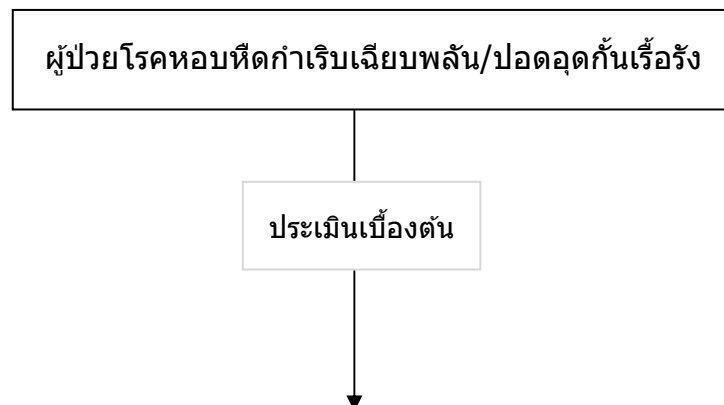 ผู้ป่วยโรคหอบหืดกำเริบเฉียบพลัน/ปอดอุดกั้นเรื้อรัง
ประเมินเบื้องต้น